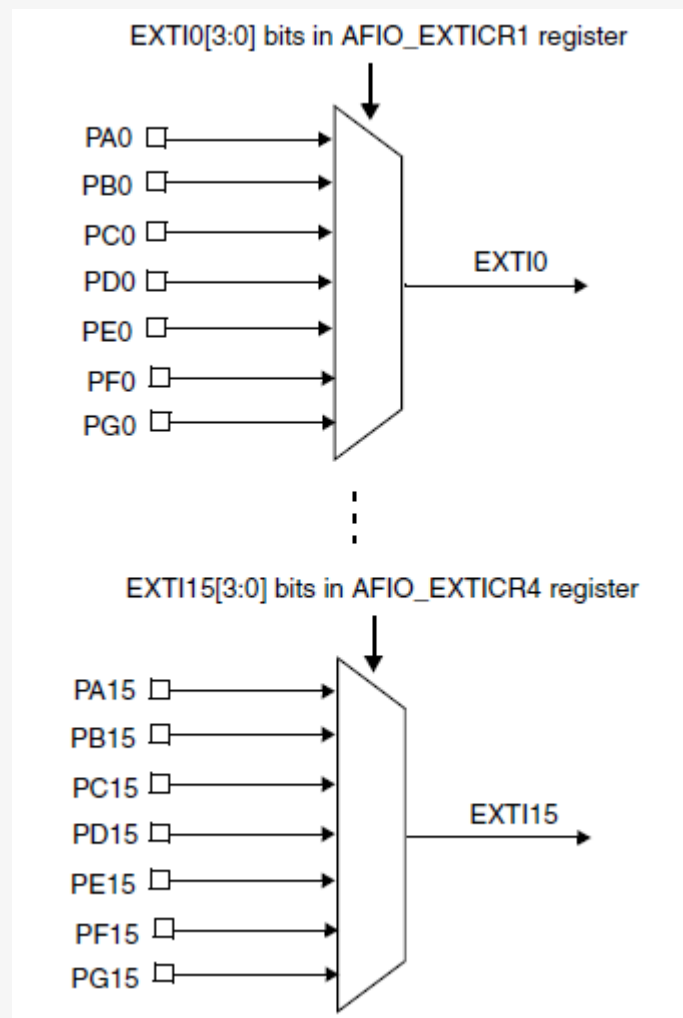 EXTI0[3:0] bits in AFIO_EXTICR1 register
PA0
PB0
PC0
PD0
EXTI0
PE0
PF0
PG0
EXTI15[3:0] bits in AFIO_EXTICR4 register
PA15
PB15
PC15
PD15
EXTI15
PE15
PF15
PG15